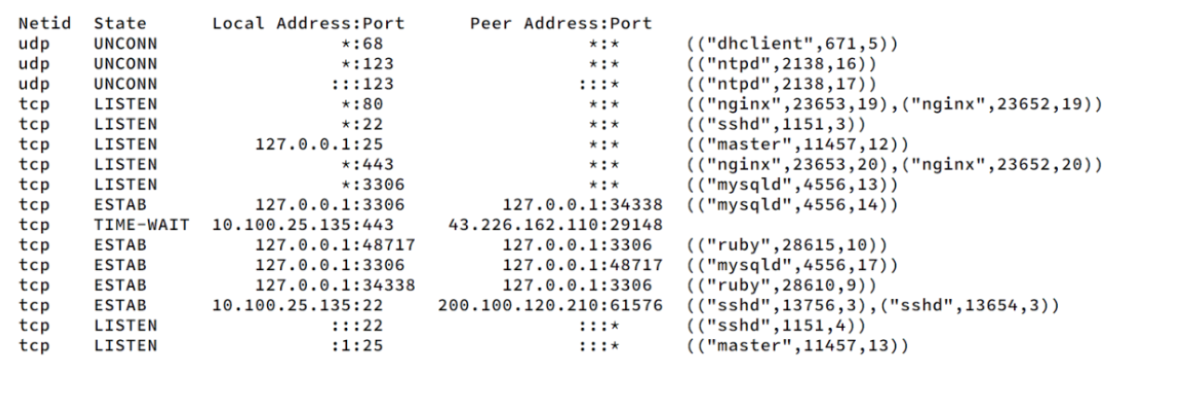 Netid State Local Address:Port Peer Address:Port
udp UNCONN *:68 *:* (("dhclient",671,5))
udp UNCONN *:123 *:* (("ntpd",2138,16))
udp UNCONN :::123 :::* (("ntpd",2138,17))
tcp LISTEN *:80 *:* (("nginx",23653,19),("nginx",23652,19))
tcp LISTEN *:22 *:* (("sshd",1151,3))
tcp LISTEN 127.0.0.1:25 *:* (("master",11457,12))
tcp LISTEN *:443 *:* (("nginx",23653,20),("nginx",23652,20))
tcp LISTEN *:3306 *:* (("mysqld",4556,13))
tcp ESTAB 127.0.0.1:3306 127.0.0.1:34338 (("mysqld",4556,14))
tcp TIME-WAIT 10.100.25.135:443 43.226.162.110:29148
tcp ESTAB 127.0.0.1:48717 127.0.0.1:3306 (("ruby",28615,10))
tcp ESTAB 127.0.0.1:3306 127.0.0.1:48717 (("mysqld",4556,17))
tcp ESTAB 127.0.0.1:34338 127.0.0.1:3306 (("ruby",28610,9))
tcp ESTAB 10.100.25.135:22 200.100.120.210:61576 (("sshd",13756,3),("sshd",13654,3))
tcp LISTEN :::22 :::* (("sshd",1151,4))
tcp LISTEN :1:25 :::* (("master",11457,13))